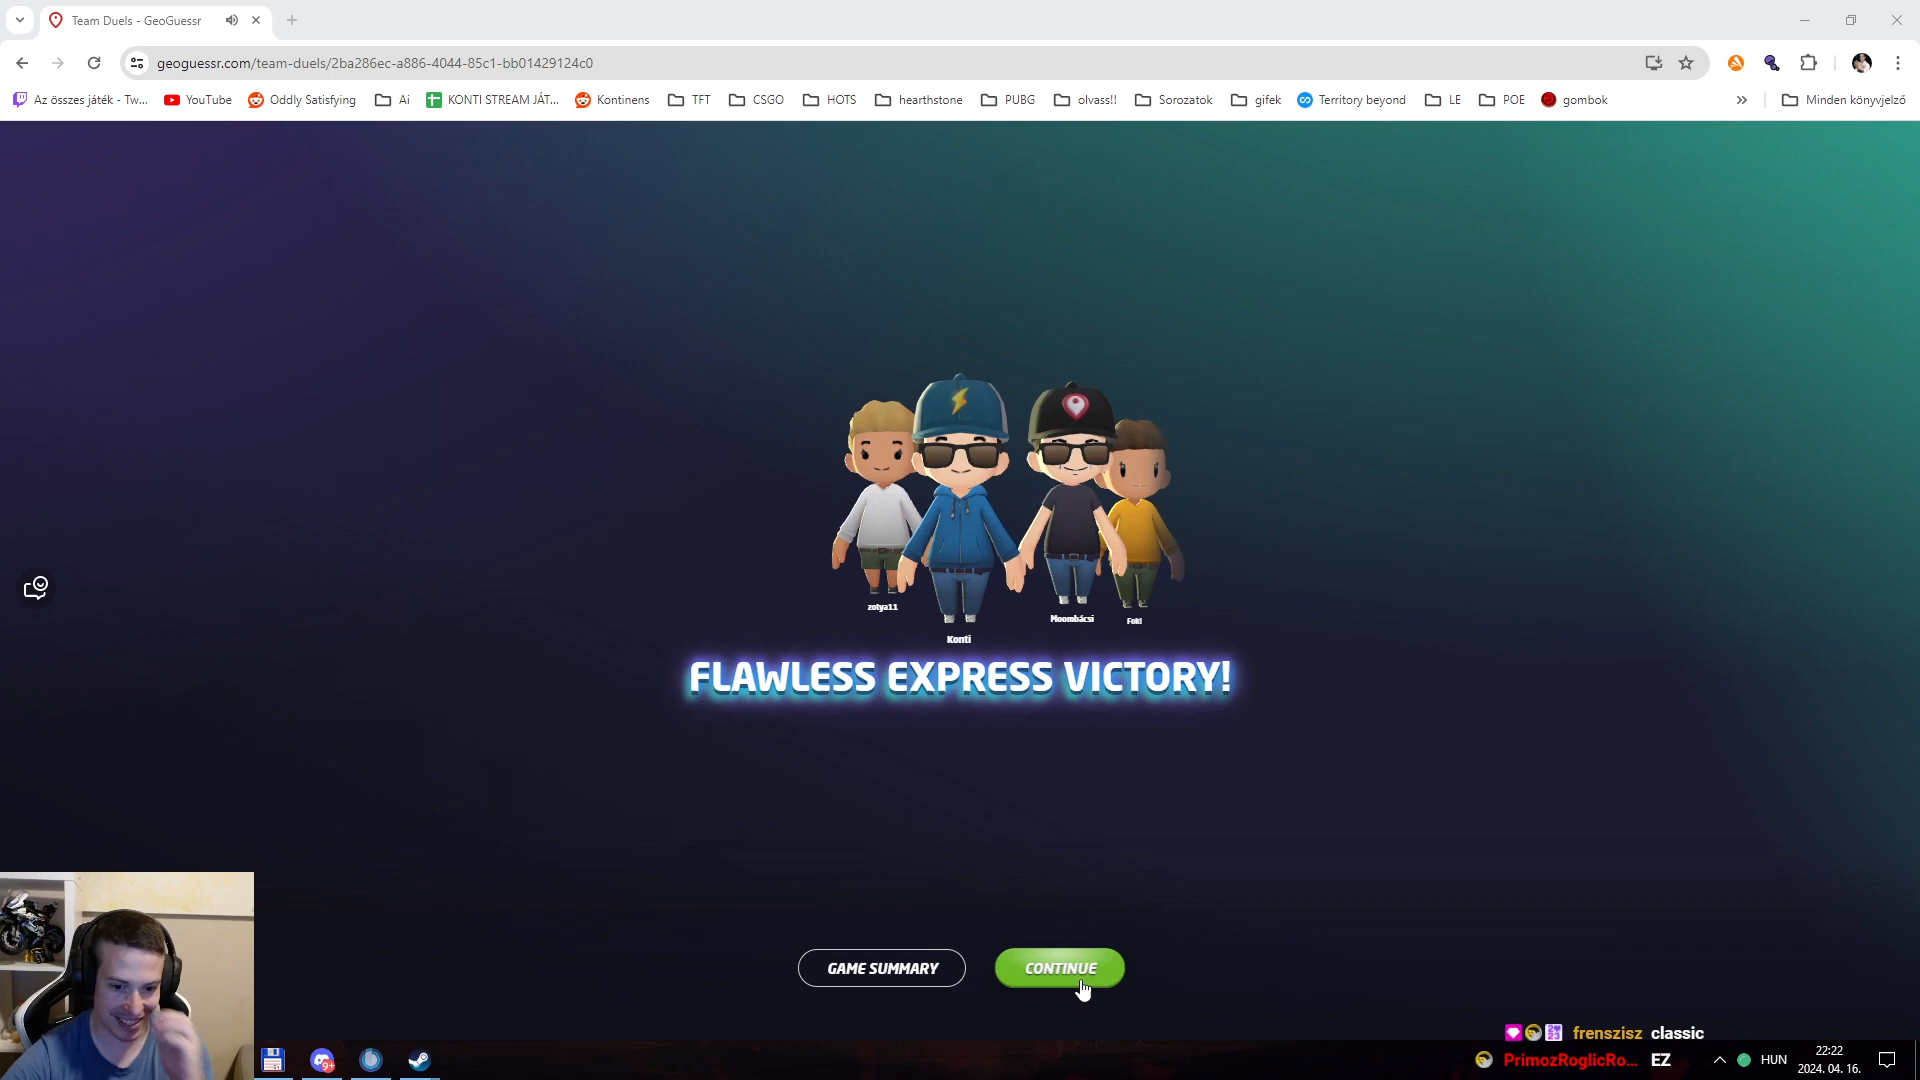 Team Duels - GeoGuessr
geoguessr.com/team-duels/2ba286ec-a886-4044-85c1-bb01429124c0
Az összes játék - Tw... YouTube Oddly Satisfying Ai KONTI STREAM JÁT... Kontinens TFT CSGO HOTS hearthstone PUBG olvass!! Sorozatok gifek Territory beyond LE POE gombok Minden könyvjelző
zotya11
Konti
Moombácsi
Foki
FLAWLESS EXPRESS VICTORY!
GAME SUMMARY
CONTINUE
frenszisz classic
PrimozRoglicRo... EZ
9+
HUN
22:22
2024. 04. 16.